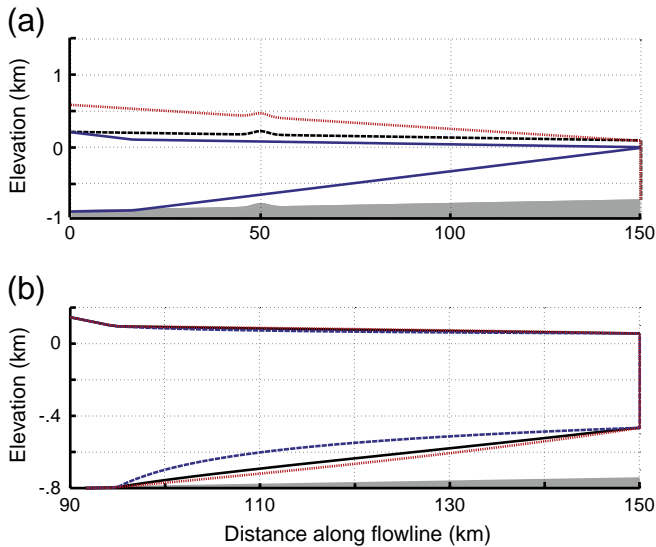 (a)
Elevation (km)
1
0
-1
0
50
100
150
(b)
Elevation (km)
0
-.4
-.8
90
110
130
150
Distance along flowline (km)